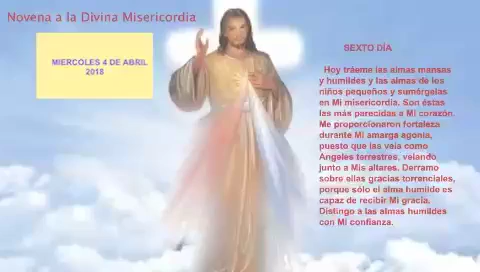 Novena a la Divina Misericordia
MIERCOLES 4 DE ABRIL
2018
SEXTO DÍA
Hoy tráeme las almas mansas
y humildes y las almas de los
niños pequeños y sumérgelas
en Mi misericordia. Son éstas
las más parecidas a Mi corazón.
Me proporcionaron fortaleza
durante Mi amarga agonía,
puesto que las veía como
Angeles terrestres, velando
junto a Mis altares. Derramo
sobre ellas gracias torrenciales,
porque sólo el alma humilde es
capaz de recibir Mi gracia.
Distingo a las almas humildes
con Mi confianza.